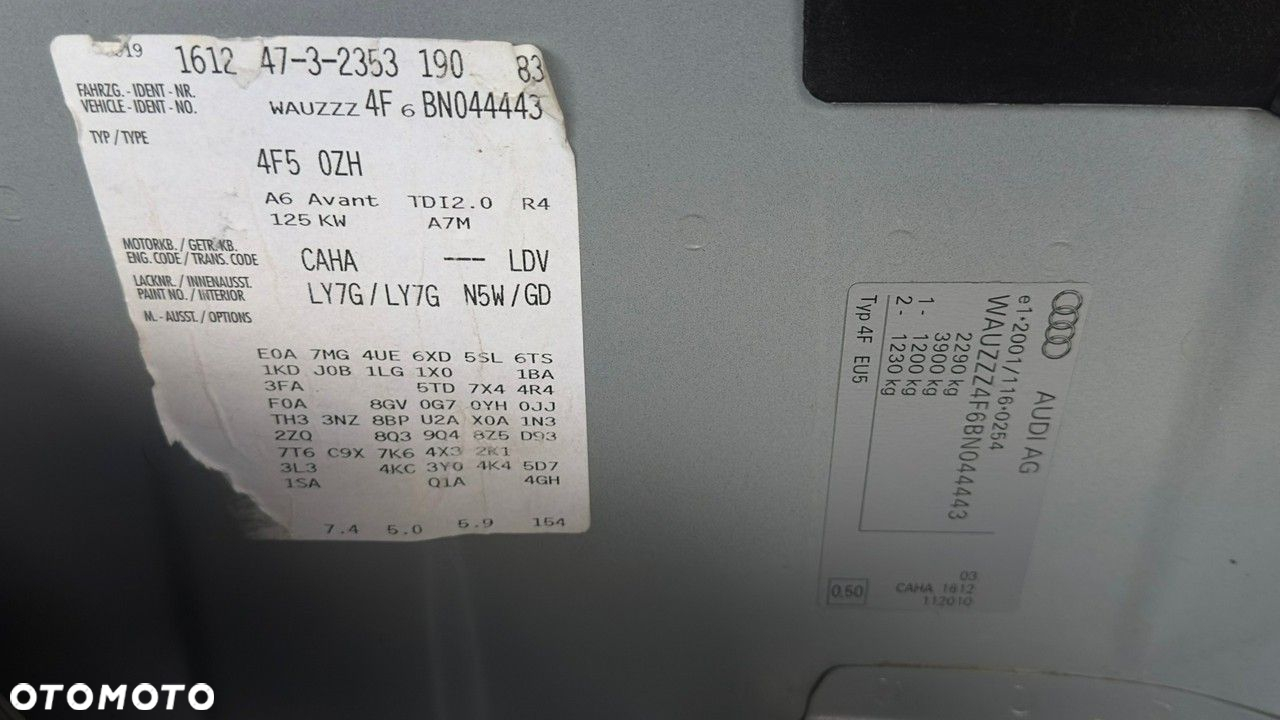 1612 47-3-2353 190 83
FAHRZG.-IDENT-NR.
VEHICLE-IDENT-NO. WAUZZZ 4F 6 BN044443
TYP/TYPE
4F5 0ZH
A6 Avant TDI2.0 R4
125 KW A7M
MOTORKB./GETR.KB.
ENG.CODE/TRANS.CODE CAHA --- LDV
LACKNR./INNENAUSST.
PAINT NO./INTERIOR LY7G/LY7G N5W/GD
M.-AUSST./OPTIONS
E0A 7MG 4UE 6XD 5SL 6TS
1KD J0B 1LG 1X0 1BA
3FA 5TD 7X4 4R4
F0A 8GV 0G7 0YH 0JJ
TH3 3NZ 8BP U2A X0A 1N3
2ZQ 8Q3 9Q4 8Z5 D93
7T6 C9X 7K6 4X3 2K1
3L3 4KC 3Y0 4K4 5D7
1SA Q1A 4GH
7.4 5.0 5.9 154
AUDI AG
e1*2001/116*0254
WAUZZZ4F6BN044443
2290 kg
3900 kg
1- 1200 kg
2- 1230 kg
Typ 4F EU5
03
CAHA 1612
112010
0.50
OTOMOTO